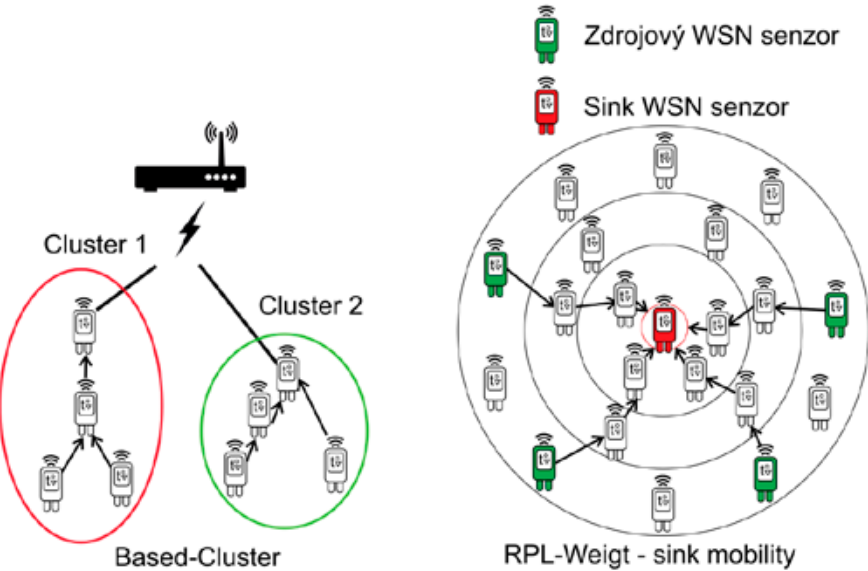 Zdrojový WSN senzor
Sink WSN senzor
Cluster 1
Cluster 2
Based-Cluster
RPL-Weigt - sink mobility